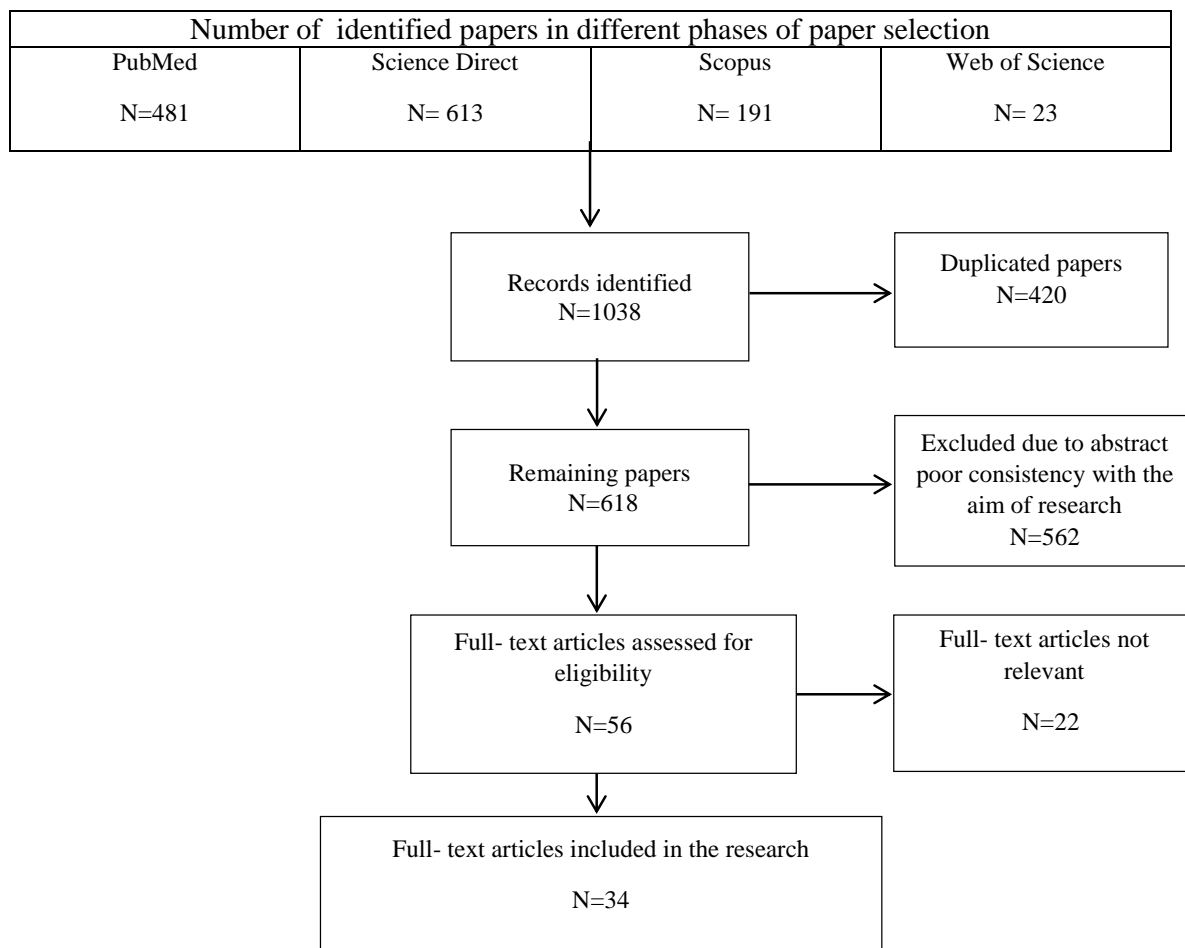 Number of identified papers in different phases of paper selection
PubMed
N=481
Science Direct
N= 613
Scopus
N= 191
Web of Science
N= 23
Records identified
N=1038
Duplicated papers
N=420
Remaining papers
N=618
Excluded due to abstract
poor consistency with the
aim of research
N=562
Full- text articles assessed for
eligibility
N=56
Full- text articles not
relevant
N=22
Full- text articles included in the research
N=34